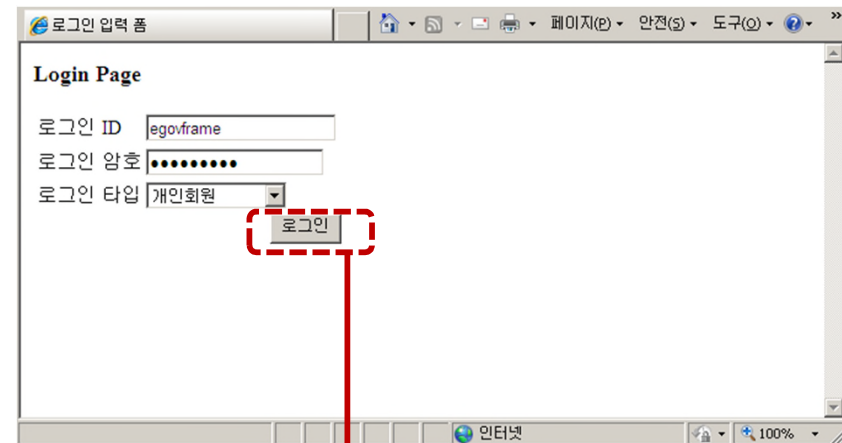 로그인 입력 폼
페이지(P) 안전(S) 도구(O) »
Login Page
로그인 ID egovframe
로그인 암호 •••••••••
로그인 타입 개인회원
로그인
인터넷 100%